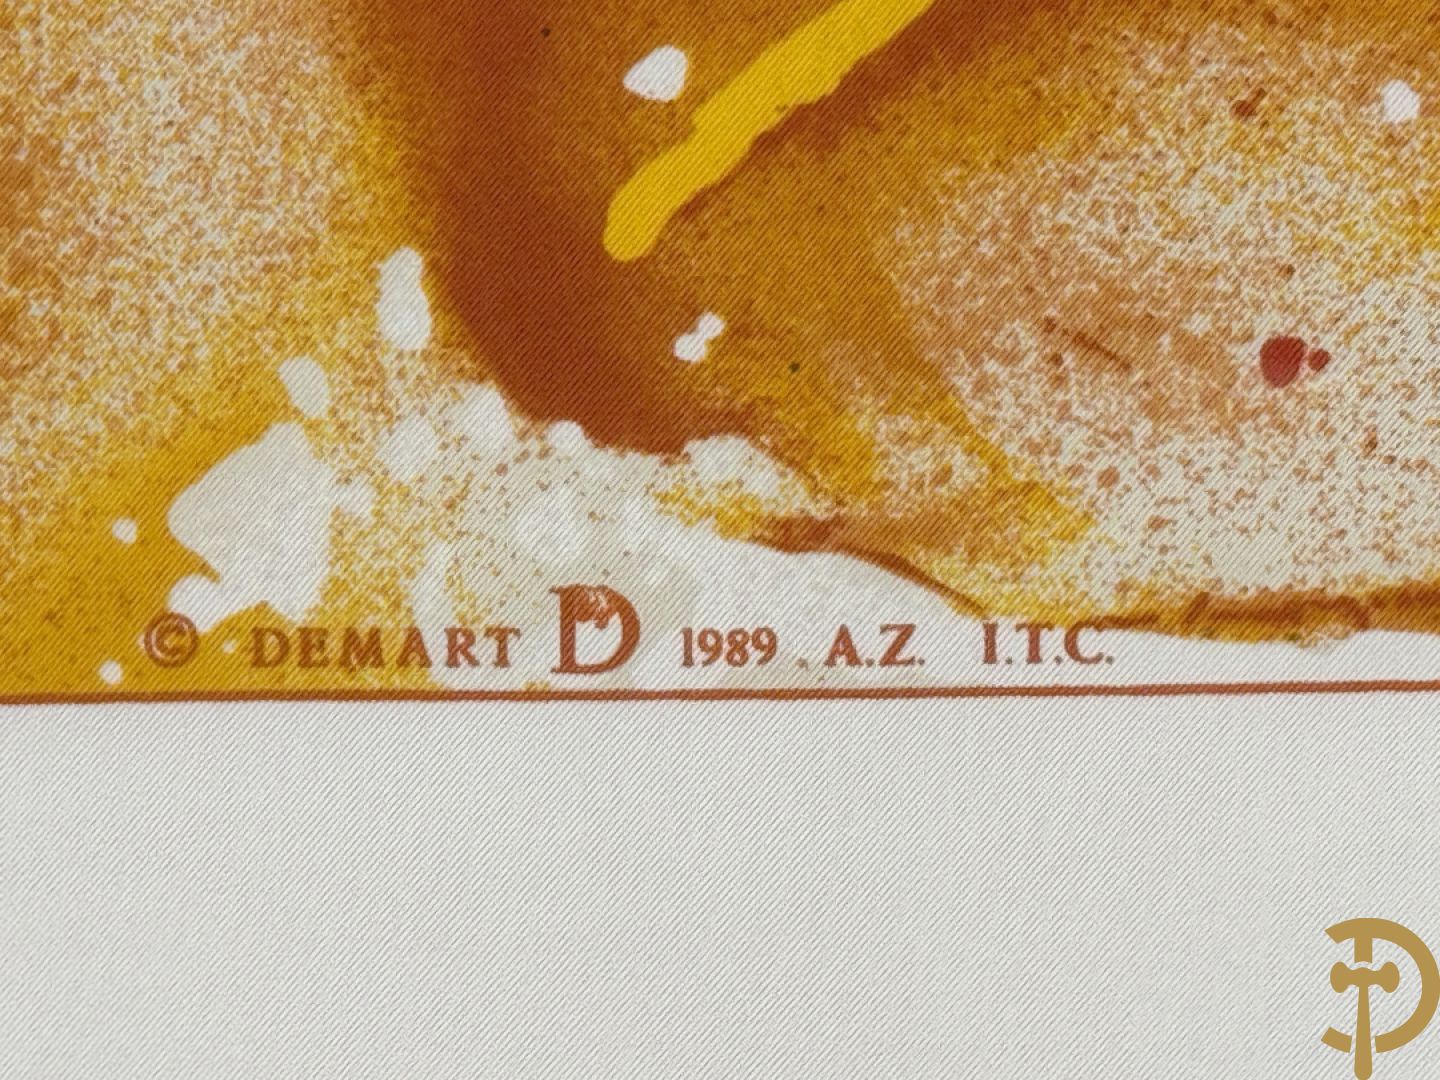 © DEMART D 1989 . A.Z. I.T.C.